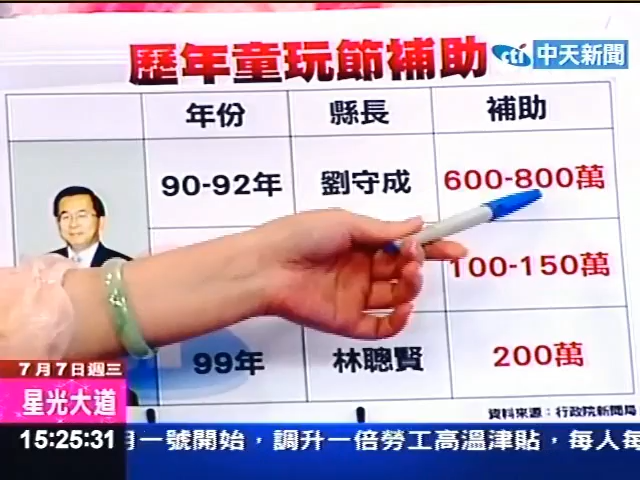 歷年童玩節補助
cti 中天新聞
年份 縣長 補助
90-92年 劉守成 600-800萬
100-150萬
99年 林聰賢 200萬
資料來源：行政院新聞局
7月7日週三
星光大道
15:25:31
月一號開始，調升一倍勞工高溫津貼，每人每